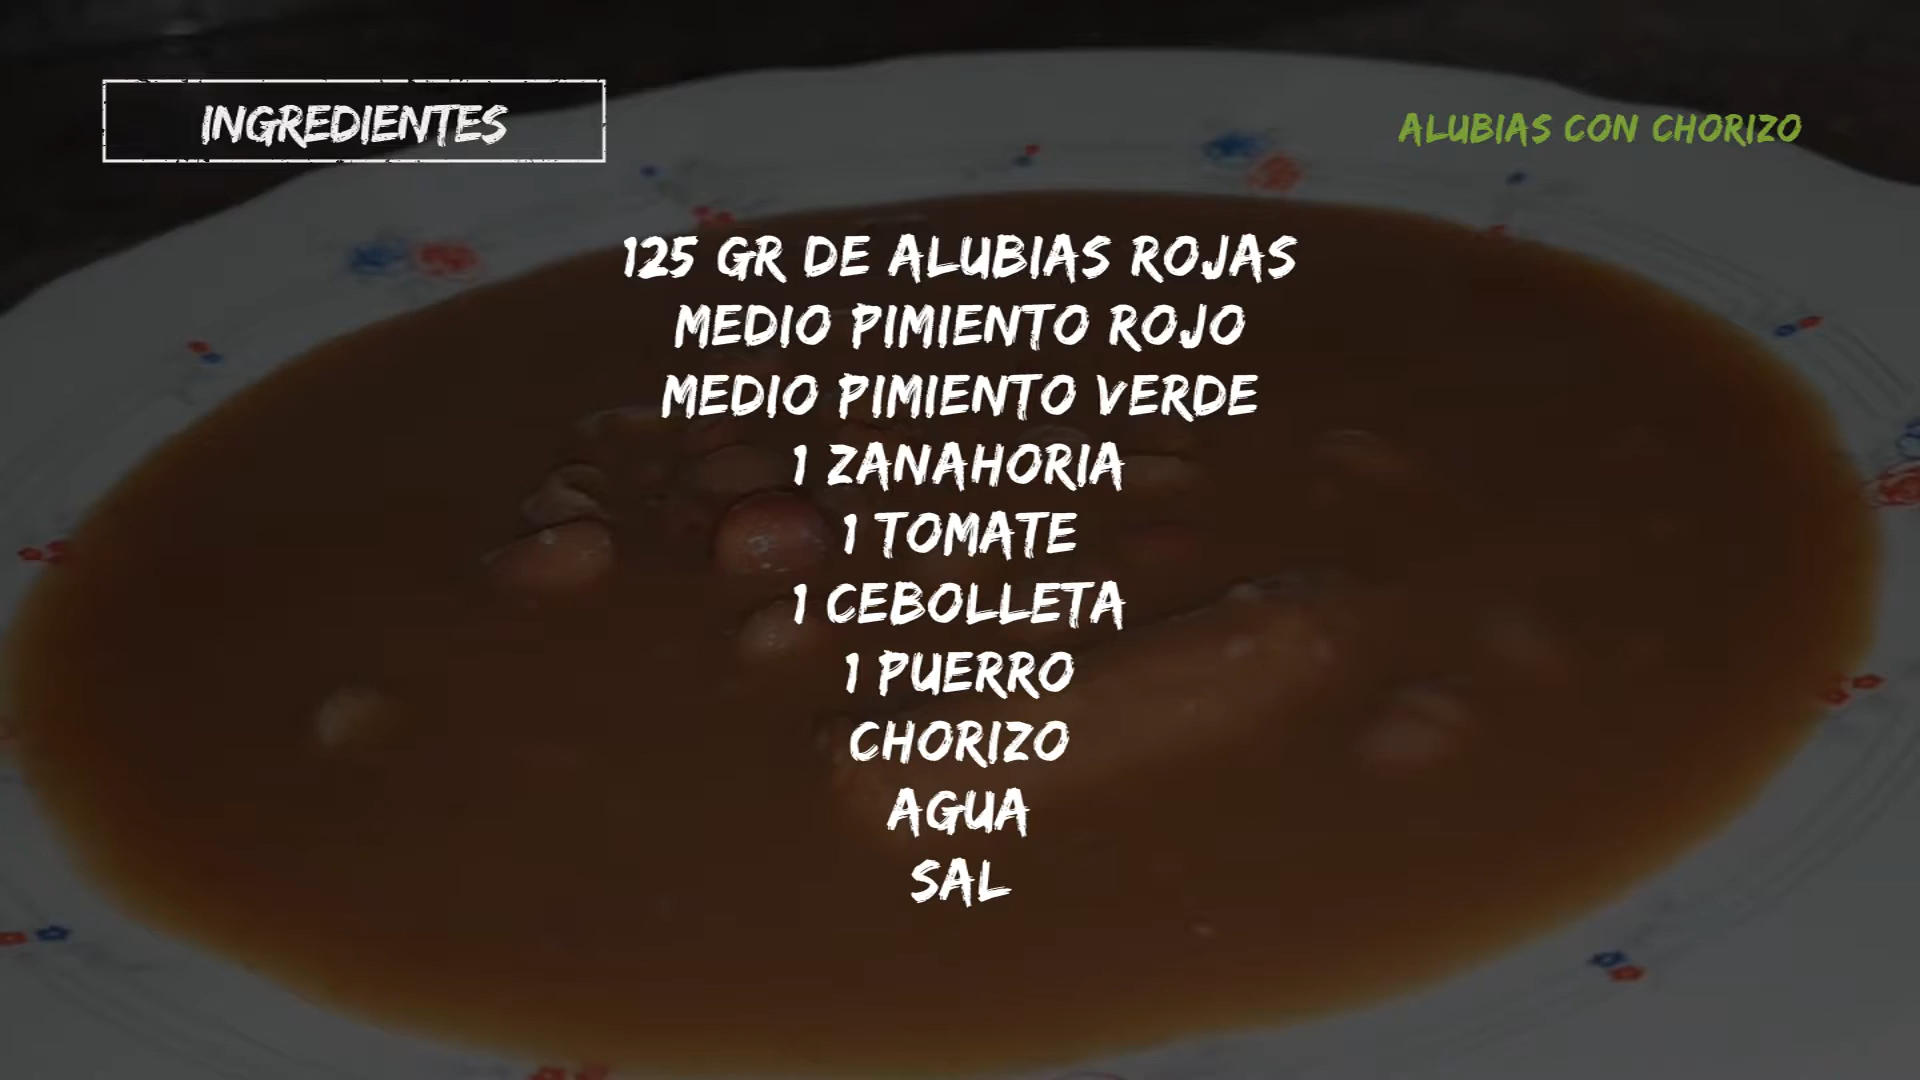 INGREDIENTES
ALUBIAS CON CHORIZO
125 GR DE ALUBIAS ROJAS
MEDIO PIMIENTO ROJO
MEDIO PIMIENTO VERDE
1 ZANAHORIA
1 TOMATE
1 CEBOLLETA
1 PUERRO
CHORIZO
AGUA
SAL